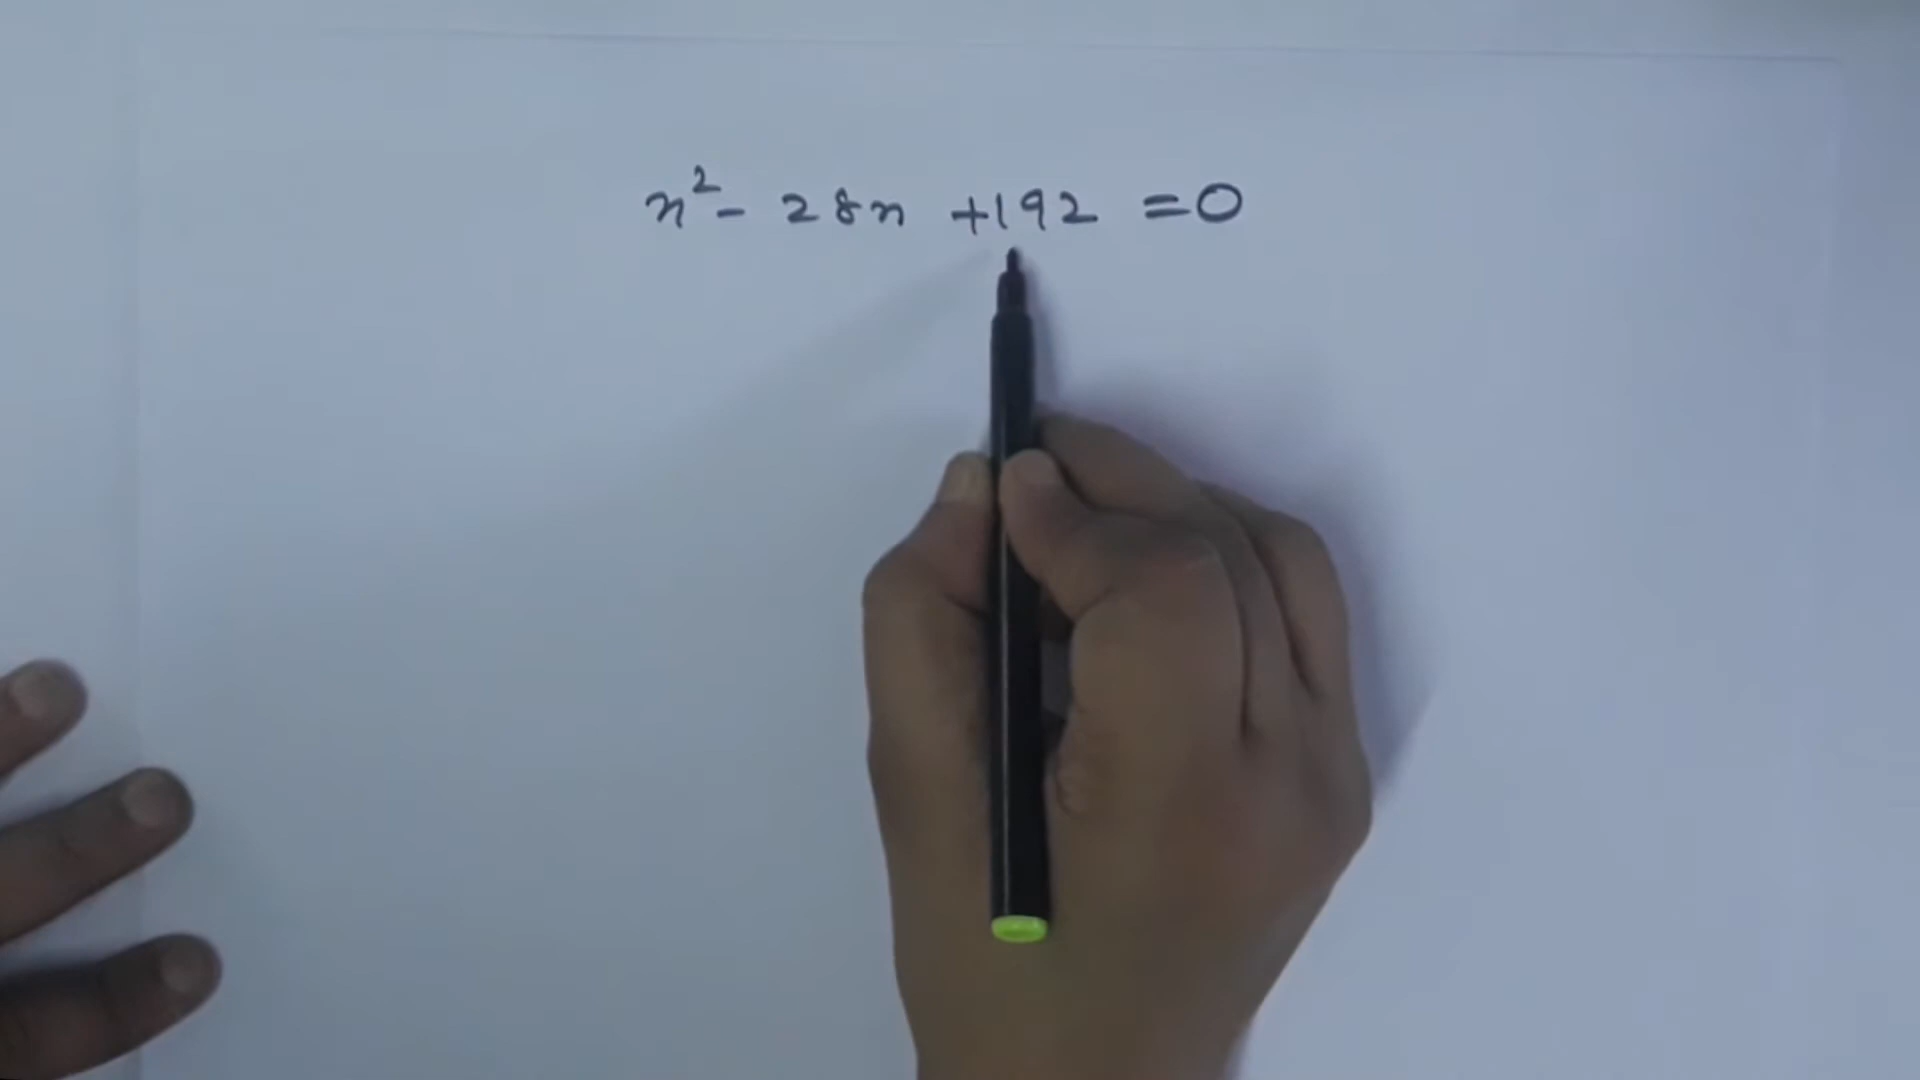 x² - 28x + 192 = 0